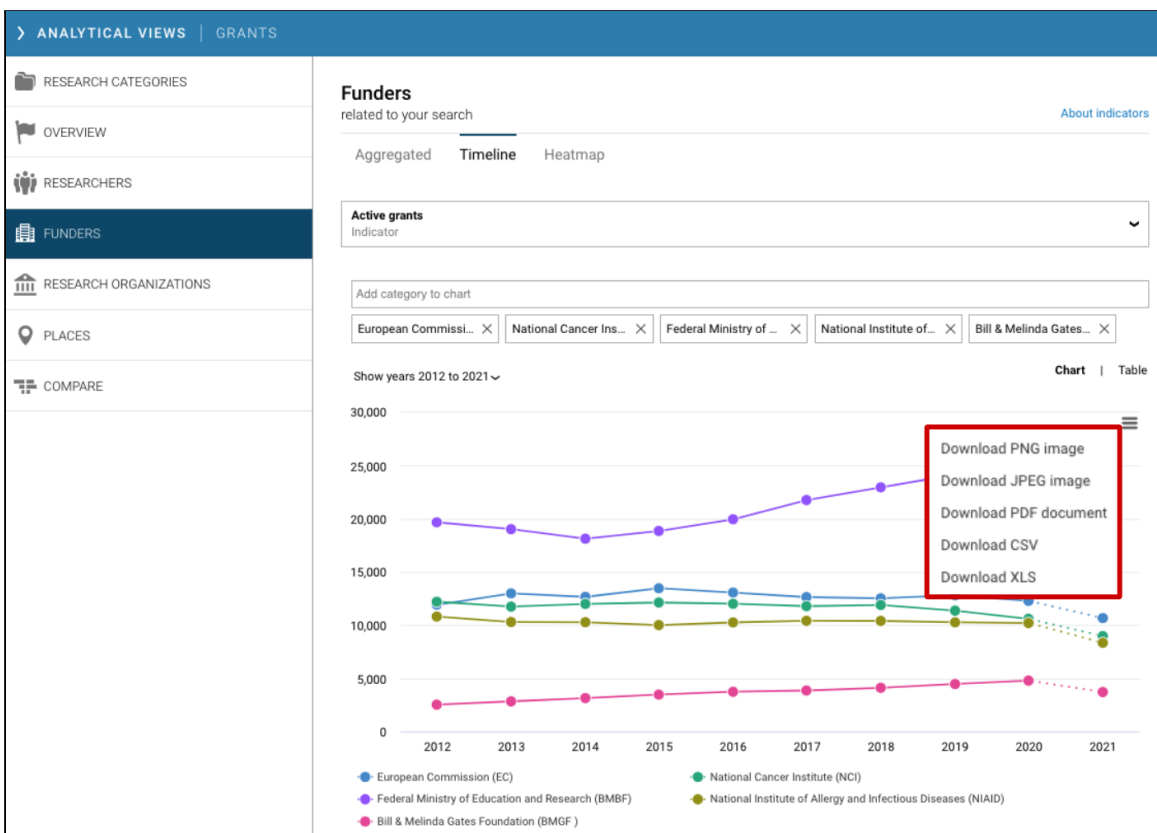 ANALYTICAL VIEWS | GRANTS
RESEARCH CATEGORIES
OVERVIEW
RESEARCHERS
FUNDERS
RESEARCH ORGANIZATIONS
PLACES
COMPARE
Funders
related to your search
About indicators
Aggregated Timeline Heatmap
Active grants
Indicator
Add category to chart
European Commissi... National Cancer Ins... Federal Ministry of ... National Institute of... Bill & Melinda Gates...
Show years 2012 to 2021
Chart | Table
30,000
25,000
20,000
15,000
10,000
5,000
0
Download PNG image
Download JPEG image
Download PDF document
Download CSV
Download XLS
2012 2013 2014 2015 2016 2017 2018 2019 2020 2021
European Commission (EC) National Cancer Institute (NCI)
Federal Ministry of Education and Research (BMBF) National Institute of Allergy and Infectious Diseases (NIAID)
Bill & Melinda Gates Foundation (BMGF )